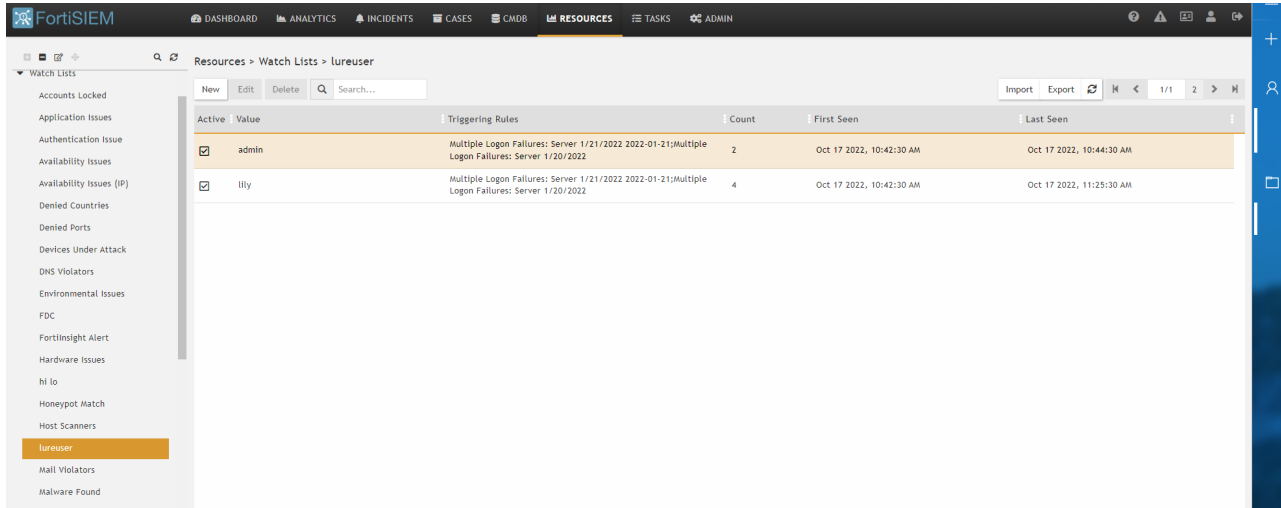 FortiSIEM
DASHBOARD ANALYTICS INCIDENTS CASES CMDB RESOURCES TASKS ADMIN
Resources > Watch Lists > lureuser
Watch Lists
Accounts Locked
Application Issues
Authentication Issue
Availability Issues
Availability Issues (IP)
Denied Countries
Denied Ports
Devices Under Attack
DNS Violators
Environmental Issues
FDC
FortiInsight Alert
Hardware Issues
hi lo
Honeypot Match
Host Scanners
lureuser
Mail Violators
Malware Found
New Edit Delete Search... Import Export 1/1 2
Active Value Triggering Rules Count First Seen Last Seen
admin Multiple Logon Failures: Server 1/21/2022 2022-01-21;Multiple 2 Oct 17 2022, 10:42:30 AM Oct 17 2022, 10:44:30 AM
Logon Failures: Server 1/20/2022
lily Multiple Logon Failures: Server 1/21/2022 2022-01-21;Multiple 4 Oct 17 2022, 10:42:30 AM Oct 17 2022, 11:25:30 AM
Logon Failures: Server 1/20/2022